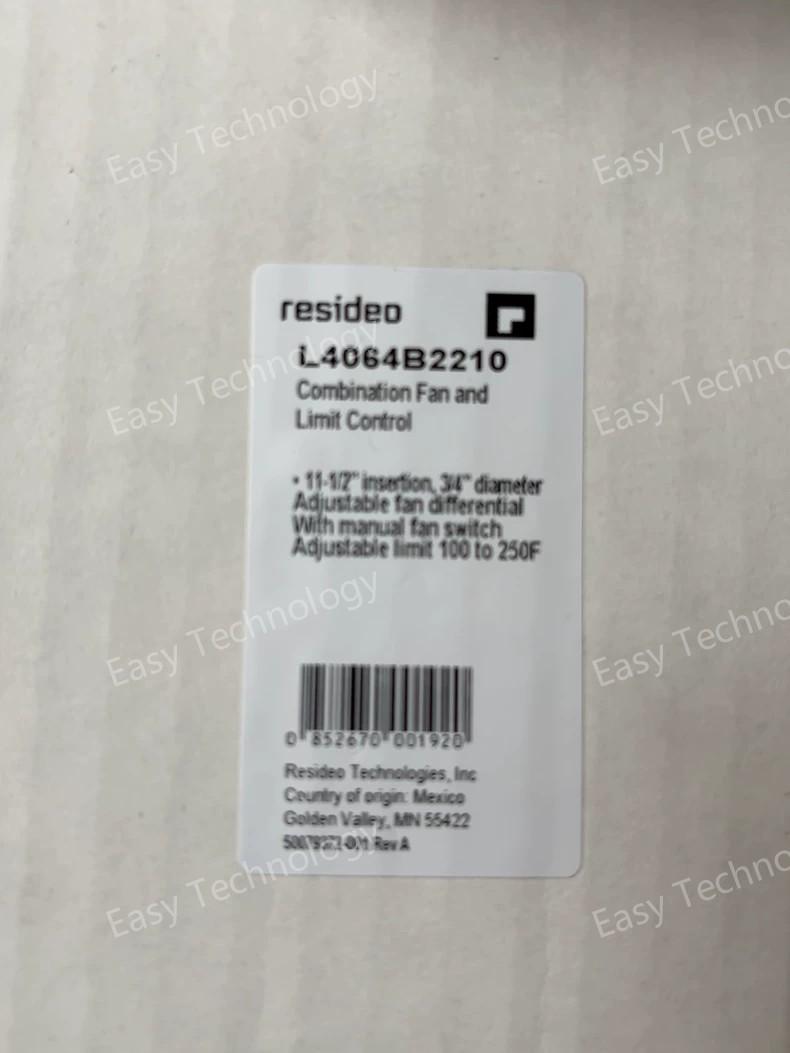 Easy Technology
Easy Techno
resideo
L4064B2210
Combination Fan and
Limit Control
Easy Technology
Easy Techno
• 11-1/2" insertion, 3/4" diameter
Adjustable fan differential
With manual fan switch
Adjustable limit 100 to 250F
Easy Technology
Easy Techno
0 852670 001920
Resideo Technologies, Inc
Country of origin: Mexico
Golden Valley, MN 55422
Rev A
Easy Technology
Easy Techno